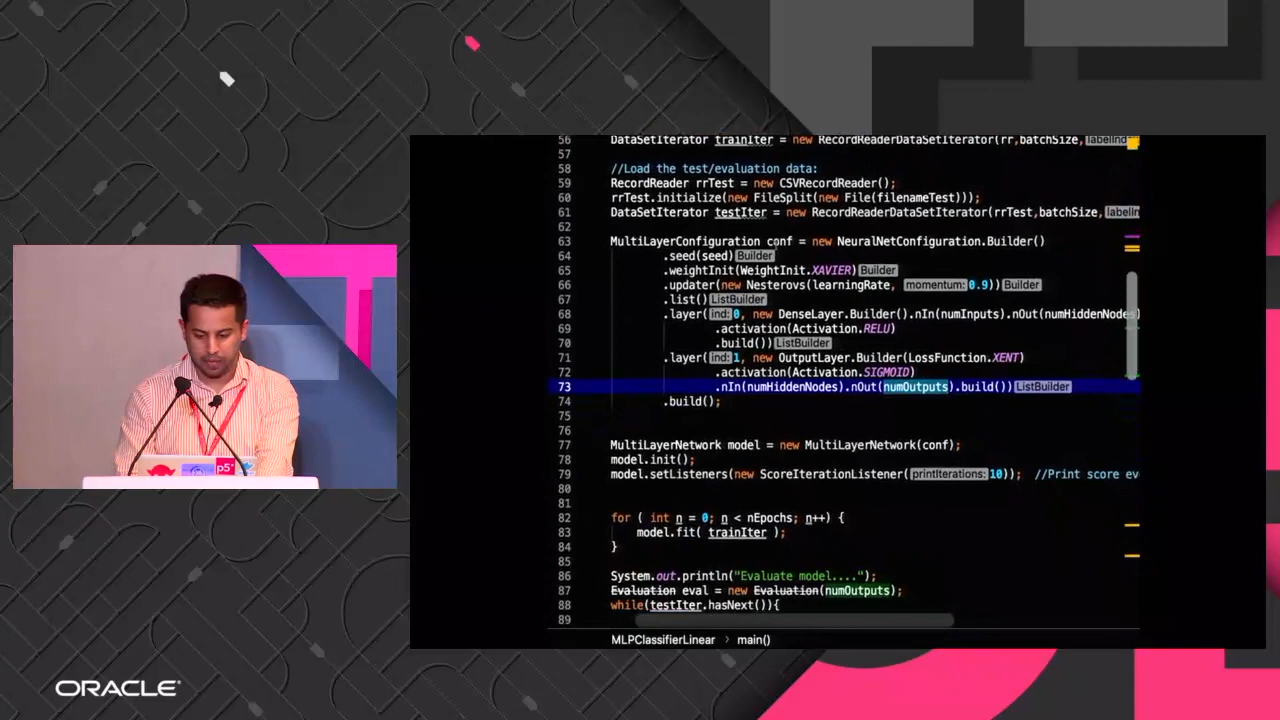 56 DataSetIterator trainIter = new RecordReaderDataSetIterator(rr,batchSize,
57
58 //Load the test/evaluation data:
59 RecordReader rrTest = new CSVRecordReader();
60 rrTest.initialize(new FileSplit(new File(filenameTest)));
61 DataSetIterator testIter = new RecordReaderDataSetIterator(rrTest,batchSize,
62
63 MultiLayerConfiguration conf = new NeuralNetConfiguration.Builder()
64 .seed(seed) Builder
65 .weightInit(WeightInit.XAVIER) Builder
66 .updater(new Nesterovs(learningRate, momentum: 0.9)) Builder
67 .list() ListBuilder
68 .layer( ind: 0, new DenseLayer.Builder().nIn(numInputs).nOut(numHiddenNodes)
69 .activation(Activation.RELU)
70 .build()) ListBuilder
71 .layer( ind: 1, new OutputLayer.Builder(LossFunction.XENT)
72 .activation(Activation.SIGMOID)
73 .nIn(numHiddenNodes).nOut(numOutputs).build()) ListBuilder
74 .build();
75
76
77 MultiLayerNetwork model = new MultiLayerNetwork(conf);
78 model.init();
79 model.setListeners(new ScoreIterationListener( printIterations: 10)); //Print score ev
80
81
82 for ( int n = 0; n < nEpochs; n++) {
83 model.fit( trainIter );
84 }
85
86 System.out.println("Evaluate model....");
87 Evaluation eval = new Evaluation(numOutputs);
88 while(testIter.hasNext()){
89
MLPClassifierLinear › main()
p5*
ORACLE